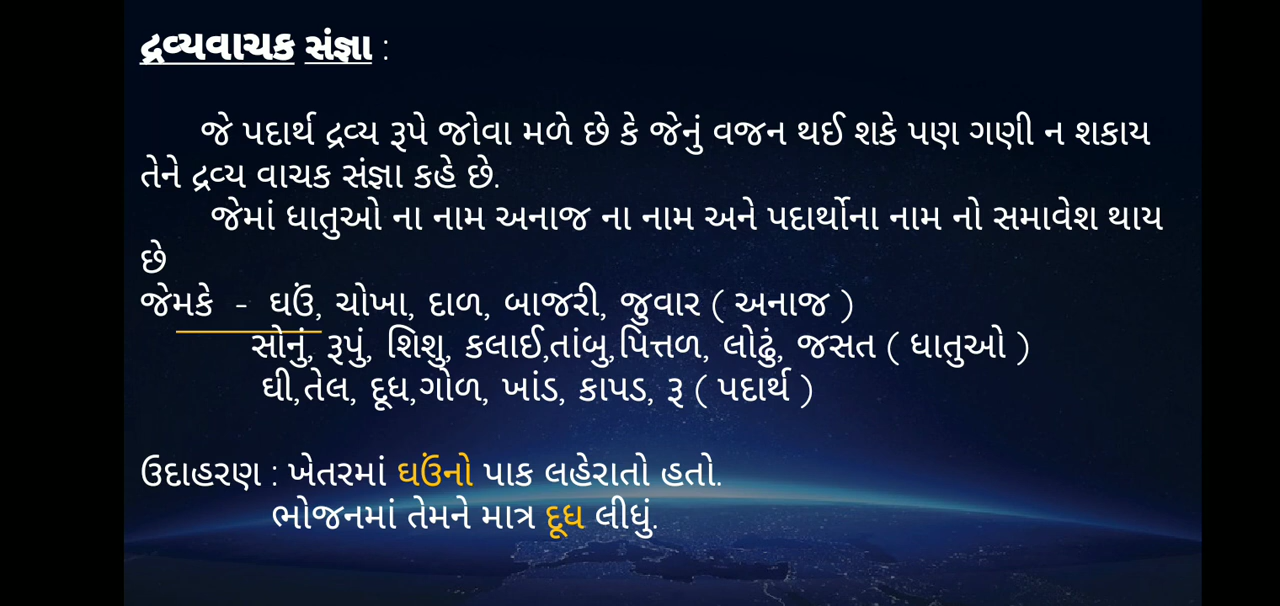 દ્રવ્યવાચક સંજ્ઞા :
જે પદાર્થ દ્રવ્ય રૂપે જોવા મળે છે કે જેનું વજન થઈ શકે પણ ગણી ન શકાય
તેને દ્રવ્ય વાચક સંજ્ઞા કહે છે.
જેમાં ધાતુઓ ના નામ અનાજ ના નામ અને પદાર્થોના નામ નો સમાવેશ થાય
છે
જેમકે - ઘઉં, ચોખા, દાળ, બાજરી, જુવાર ( અનાજ )
સોનું, રૂપું, શિશુ, કલાઈ,તાંબુ,પિત્તળ, લોઢું, જસત ( ધાતુઓ )
ઘી,તેલ, દૂધ,ગોળ, ખાંડ, કાપડ, રૂ ( પદાર્થ )
ઉદાહરણ : ખેતરમાં ઘઉંનો પાક લહેરાતો હતો.
ભોજનમાં તેમને માત્ર દૂધ લીધું.